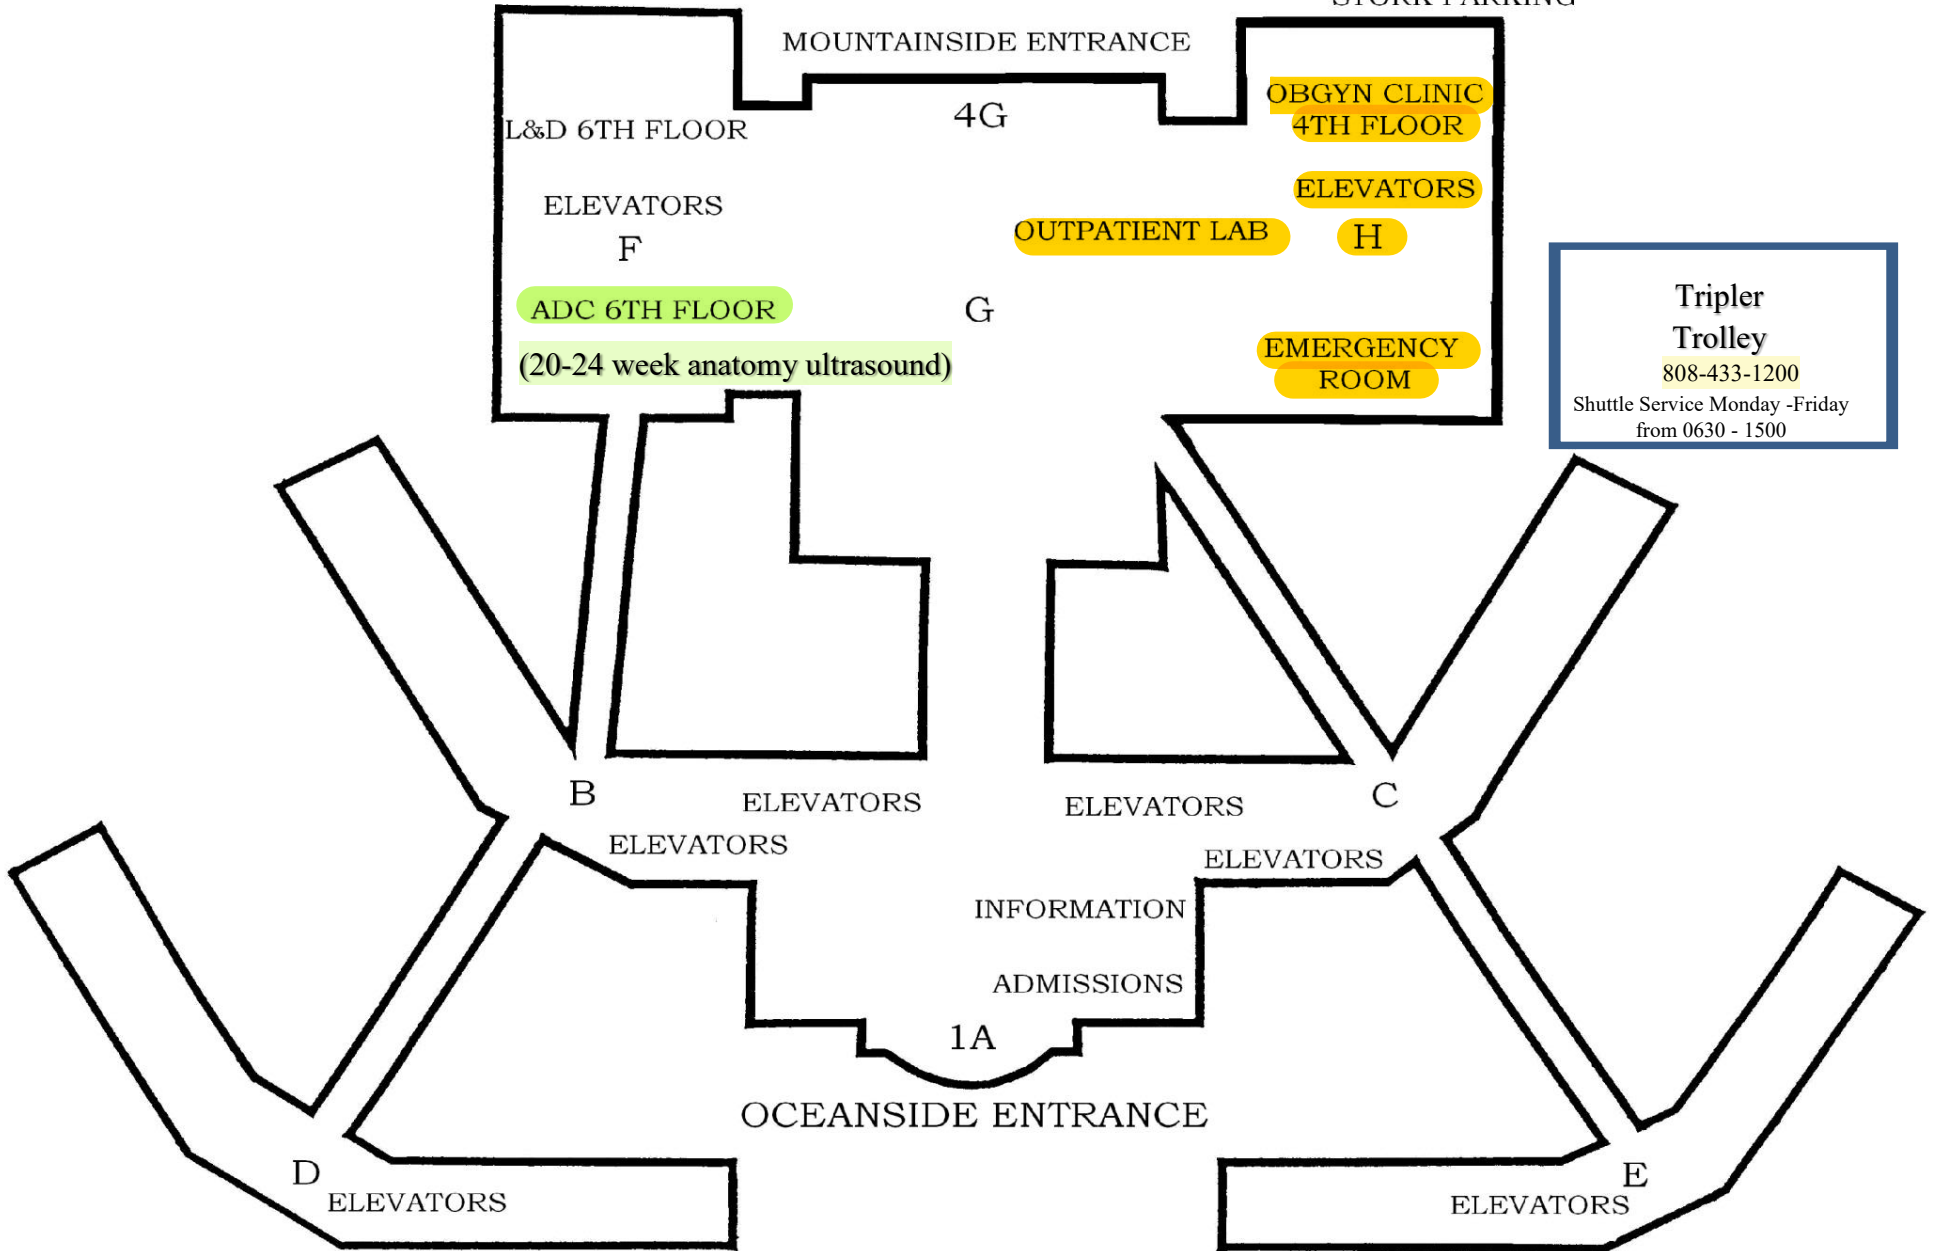 STORK PARKING
MOUNTAINSIDE ENTRANCE
OBGYN CLINIC
4TH FLOOR
4G
L&D 6TH FLOOR
ELEVATORS
ELEVATORS
F
OUTPATIENT LAB
H
ADC 6TH FLOOR
G
(20-24 week anatomy ultrasound)
EMERGENCY
ROOM
Tripler
Trolley
808-433-1200
Shuttle Service Monday -Friday
from 0630 - 1500
B
ELEVATORS
ELEVATORS
C
ELEVATORS
ELEVATORS
INFORMATION
ADMISSIONS
1A
OCEANSIDE ENTRANCE
D
ELEVATORS
E
ELEVATORS